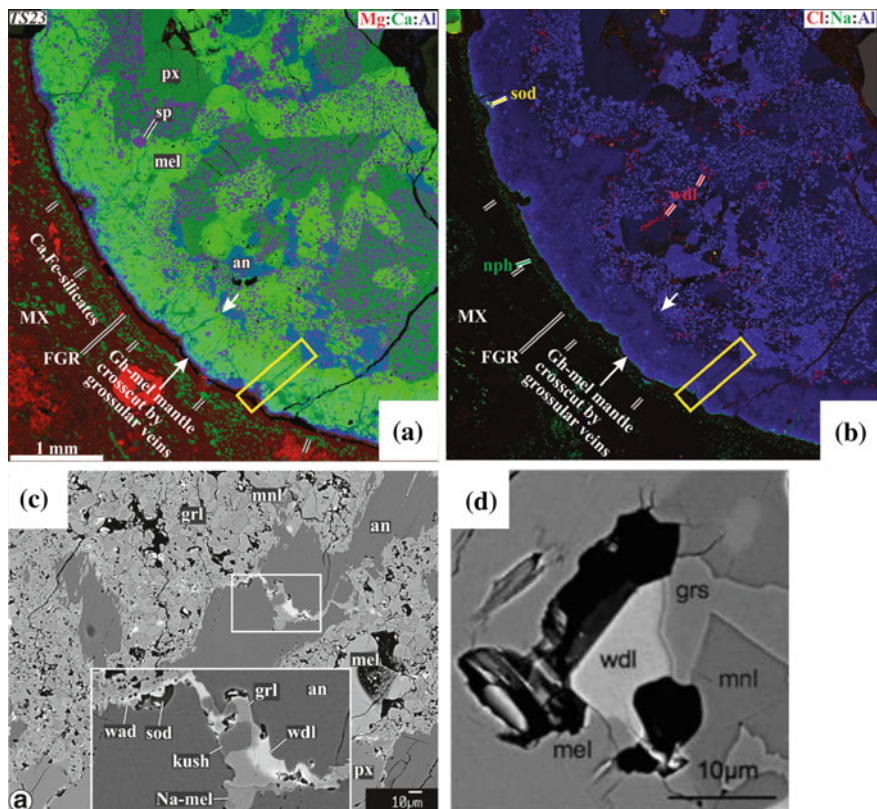 TS23
Mg:Ca:Al
px
sp
mel
an
Ca,Fe-silicates
MX
FGR
Gh-mel mantle
crosscut by
grossular veins
1 mm
(a)
Cl:Na:Al
sod
wdl
nph
MX
FGR
Gh-mel mantle
crosscut by
grossular veins
(b)
(c)
mnl
grl
an
mel
grl
an
wad
sod
wdl
kush
px
Na-mel
a
10µm
(d)
grs
wdl
mnl
mel
10µm